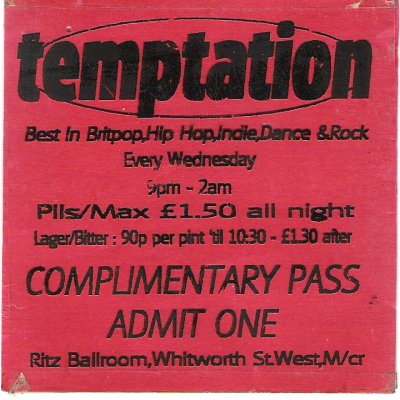 temptation
Best In Britpop,Hip Hop,Indie,Dance &Rock
Every Wednesday
9pm - 2am
Pils/Max £1.50 all night
Lager/Bitter : 90p per pint 'til 10:30 - £1.30 after
COMPLIMENTARY PASS
ADMIT ONE
Ritz Ballroom,Whitworth St.West,M/cr